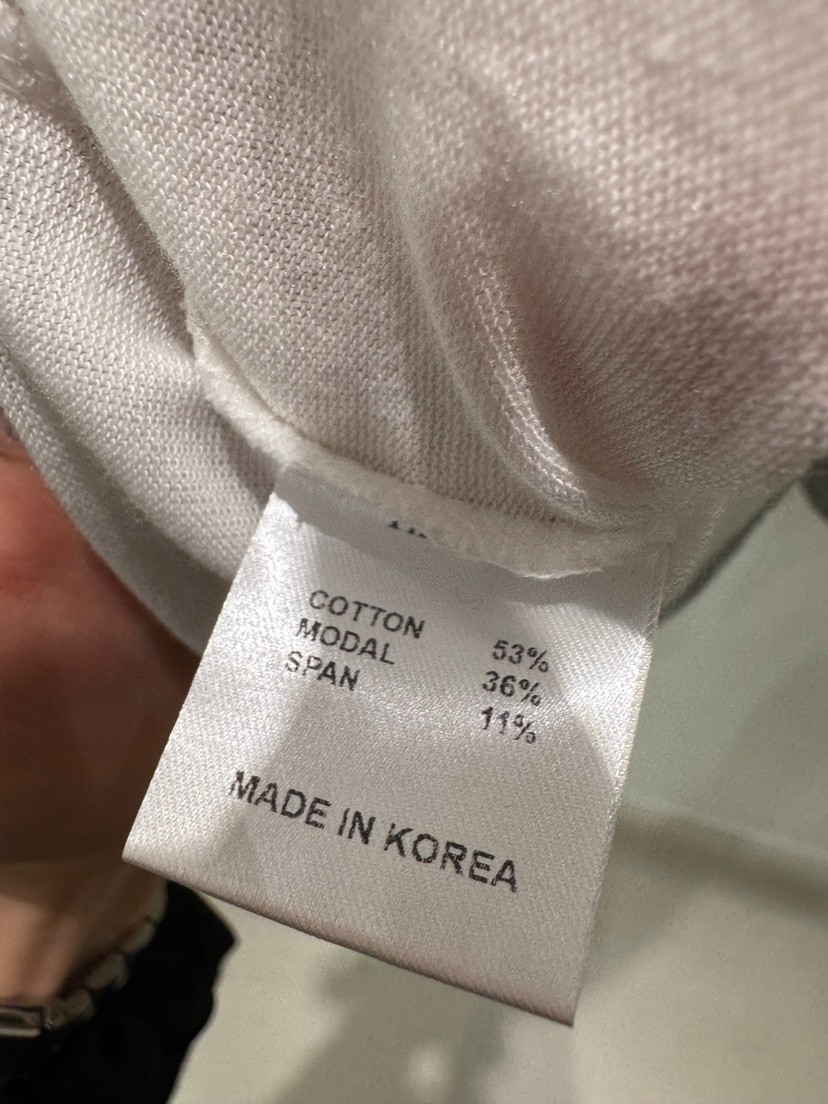 COTTON 53%
MODAL 36%
SPAN 11%
MADE IN KOREA